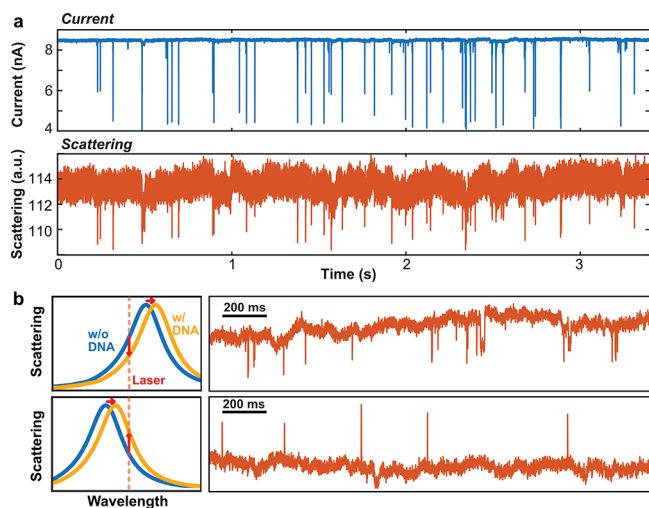 a
Current
Current (nA)
8
6
4
Scattering
Scattering (a.u.)
114
112
110
0
1
2
3
Time (s)
b
Scattering
w/o
DNA
w/
DNA
Laser
200 ms
Scattering
200 ms
Wavelength